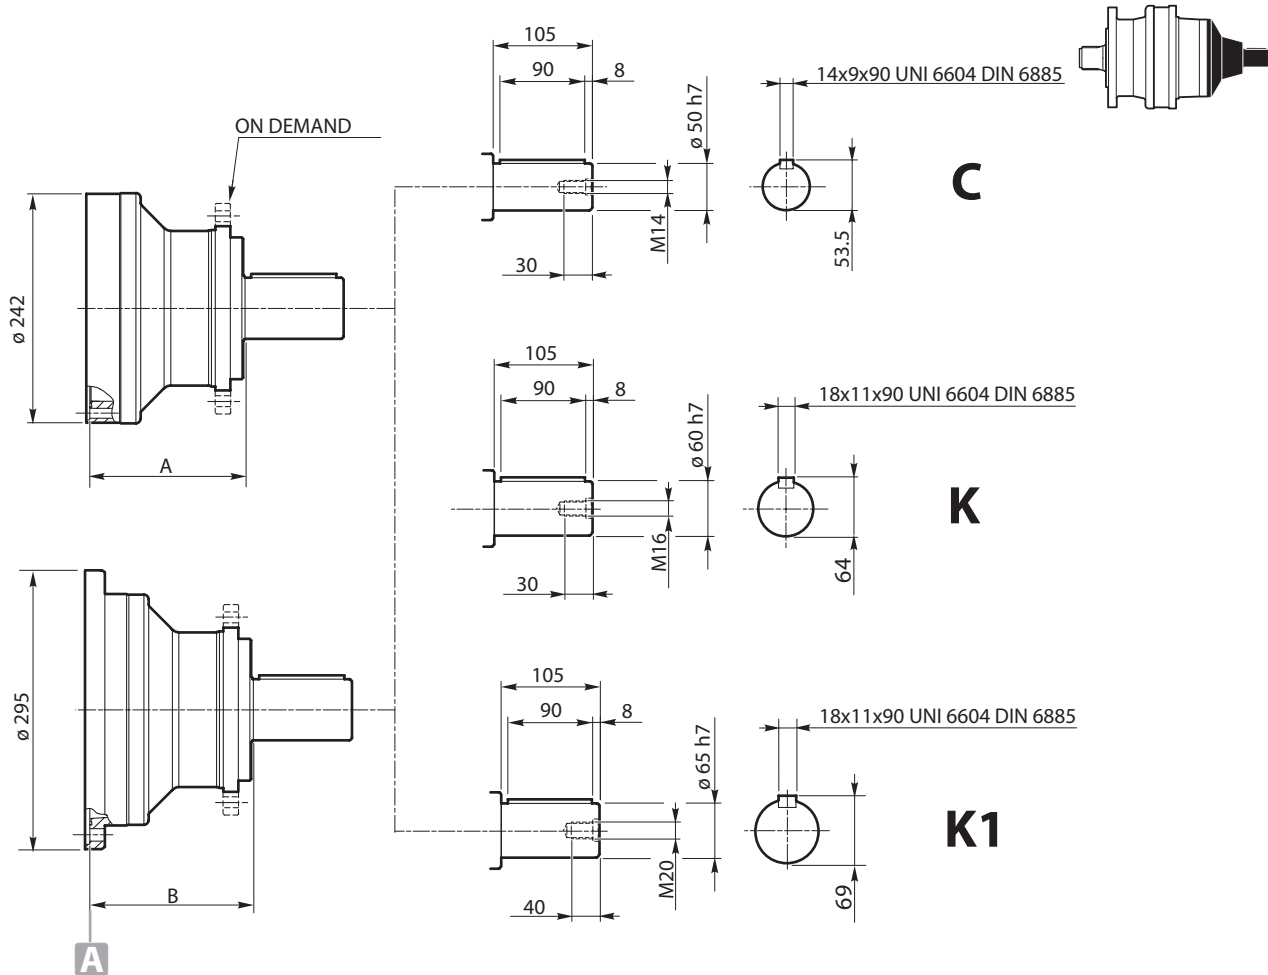 105
90
8
ø 50 h7
14x9x90 UNI 6604 DIN 6885
ON DEMAND
C
M14
53.5
30
ø 242
A
105
90
8
ø 60 h7
18x11x90 UNI 6604 DIN 6885
K
M16
64
30
ø 295
105
90
8
ø 65 h7
18x11x90 UNI 6604 DIN 6885
K1
M20
69
40
B
A